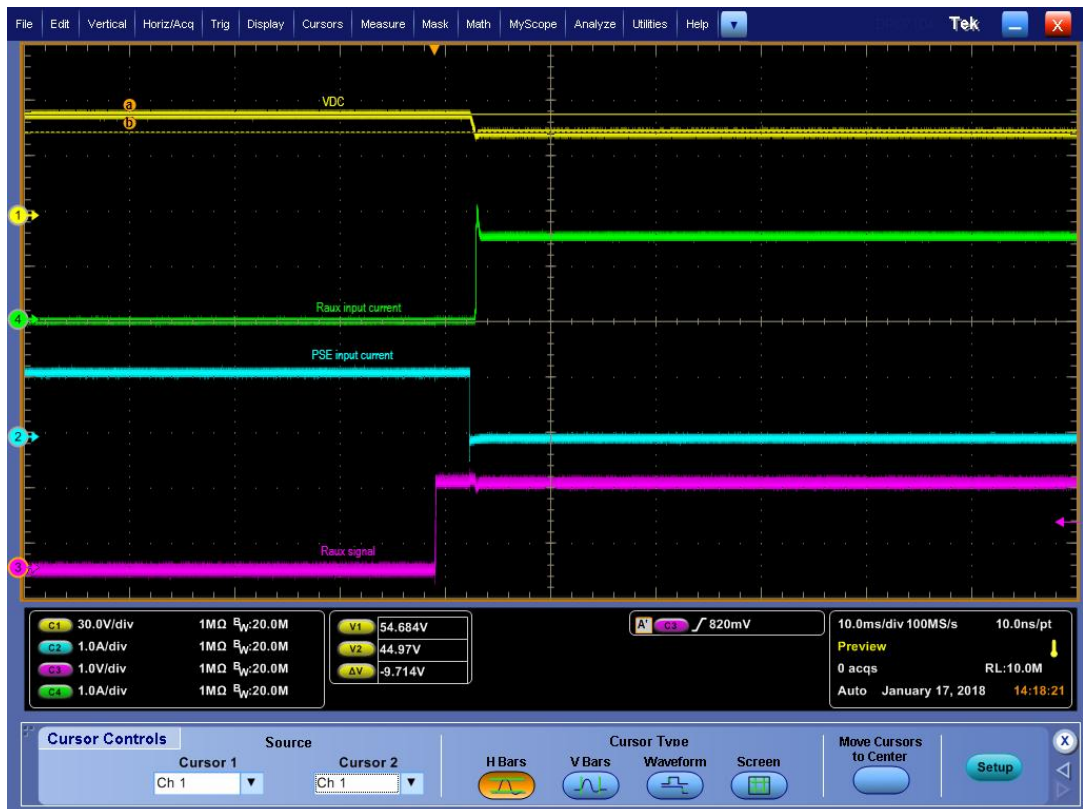 File Edit Vertical Horiz/Acq Trig Display Cursors Measure Mask Math MyScope Analyze Utilities Help Tek X
a VDC
b
1
Raux input current
4
PSE input current
2
Raux signal
3
C1 30.0V/div 1MΩ BW:20.0M
C2 1.0A/div 1MΩ BW:20.0M
C3 1.0V/div 1MΩ BW:20.0M
C4 1.0A/div 1MΩ BW:20.0M
V1 54.684V
V2 44.97V
ΔV -9.714V
A' C3 820mV
10.0ms/div 100MS/s 10.0ns/pt
Preview
0 acqs RL:10.0M
Auto January 17, 2018 14:18:21
Cursor Controls Source Cursor Type Move Cursors to Center X
Cursor 1 Cursor 2 H Bars V Bars Waveform Screen Setup
Ch 1 Ch 1